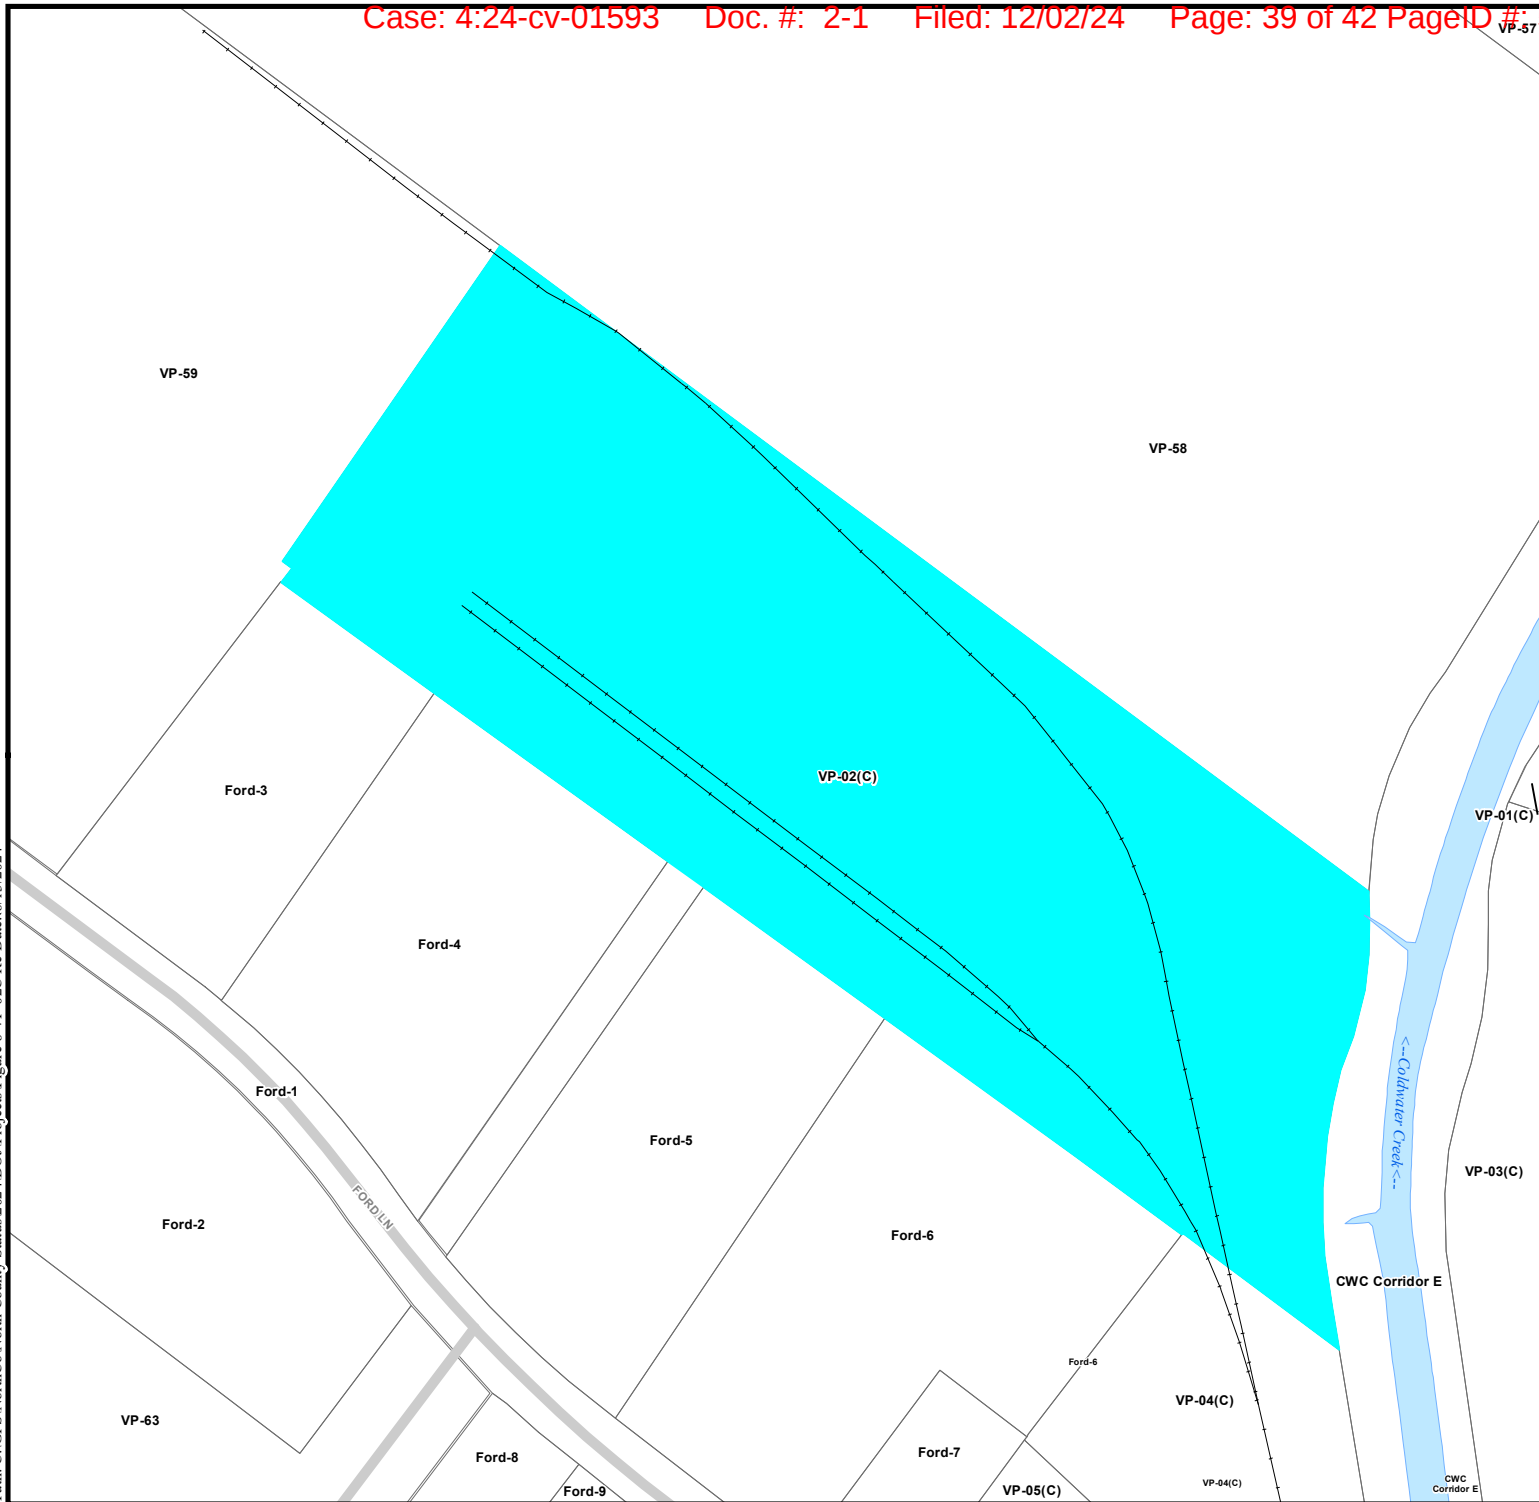 Case: 4:24-cv-01593 Doc. #: 2-1 Filed: 12/02/24 Page: 39 of 42 PageID #:
VP-57
VP-59
VP-58
VP-02(C)
Ford-3
VP-01(C)
Ford-4
<--Coldwater Creek<--
Ford-1
Ford-5
VP-03(C)
FORD LN
Ford-2
Ford-6
CWC Corridor E
Ford-6
VP-04(C)
VP-63
Ford-8
Ford-7
VP-04(C)
CWC
Corridor E
Ford-9
VP-05(C)